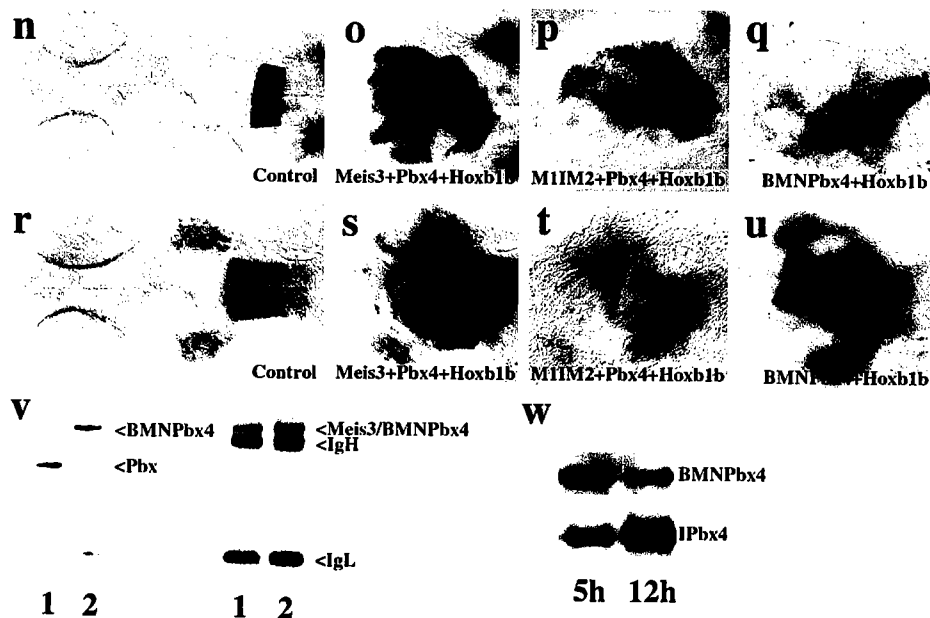 n o p q
Control Meis3+Pbx4+Hoxb1b M1IM2+Pbx4+Hoxb1b BMNPbx4+Hoxb1b
r s t u
Control Meis3+Pbx4+Hoxb1b M1IM2+Pbx4+Hoxb1b Hoxb1b
v w
<BMNPbx4 <Meis3/BMNPbx4
<IgH
<Pbx BMNPbx4
IPbx4
<IgL
1 2 1 2 5h 12h